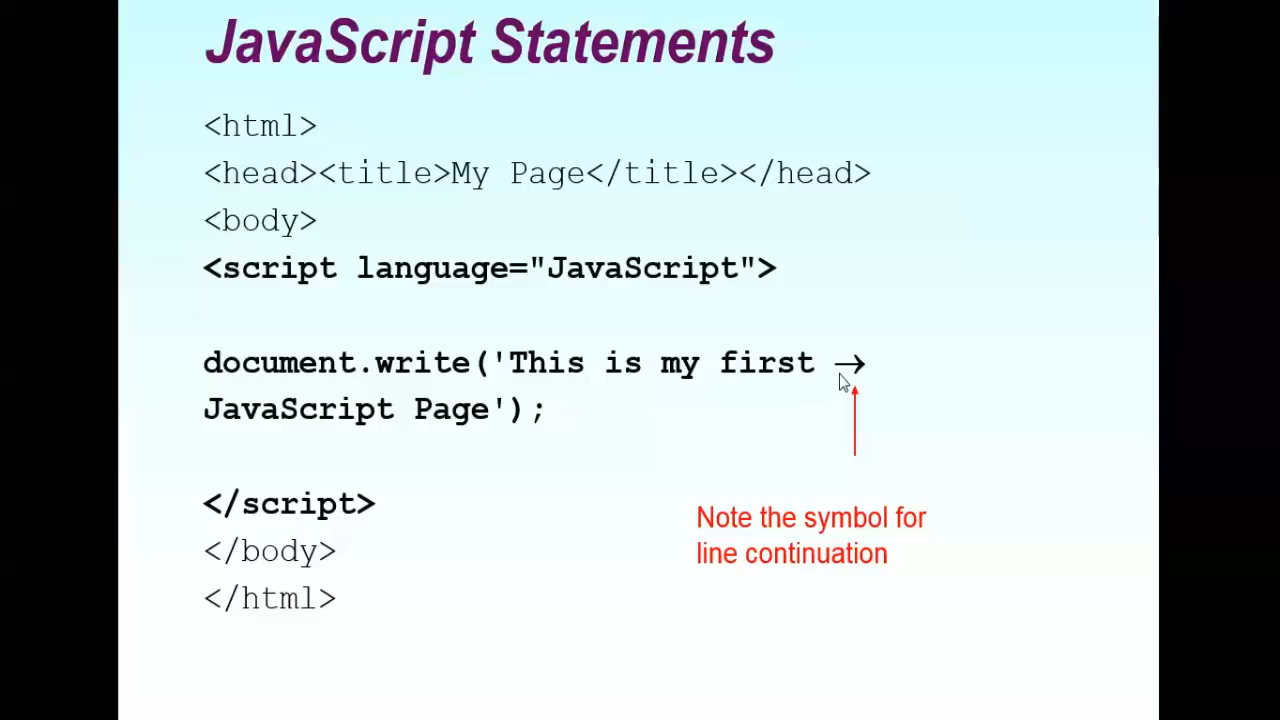 JavaScript Statements
<html>
<head><title>My Page</title></head>
<body>
<script language="JavaScript">
document.write('This is my first →
JavaScript Page');
</script>
Note the symbol for
line continuation
</body>
</html>